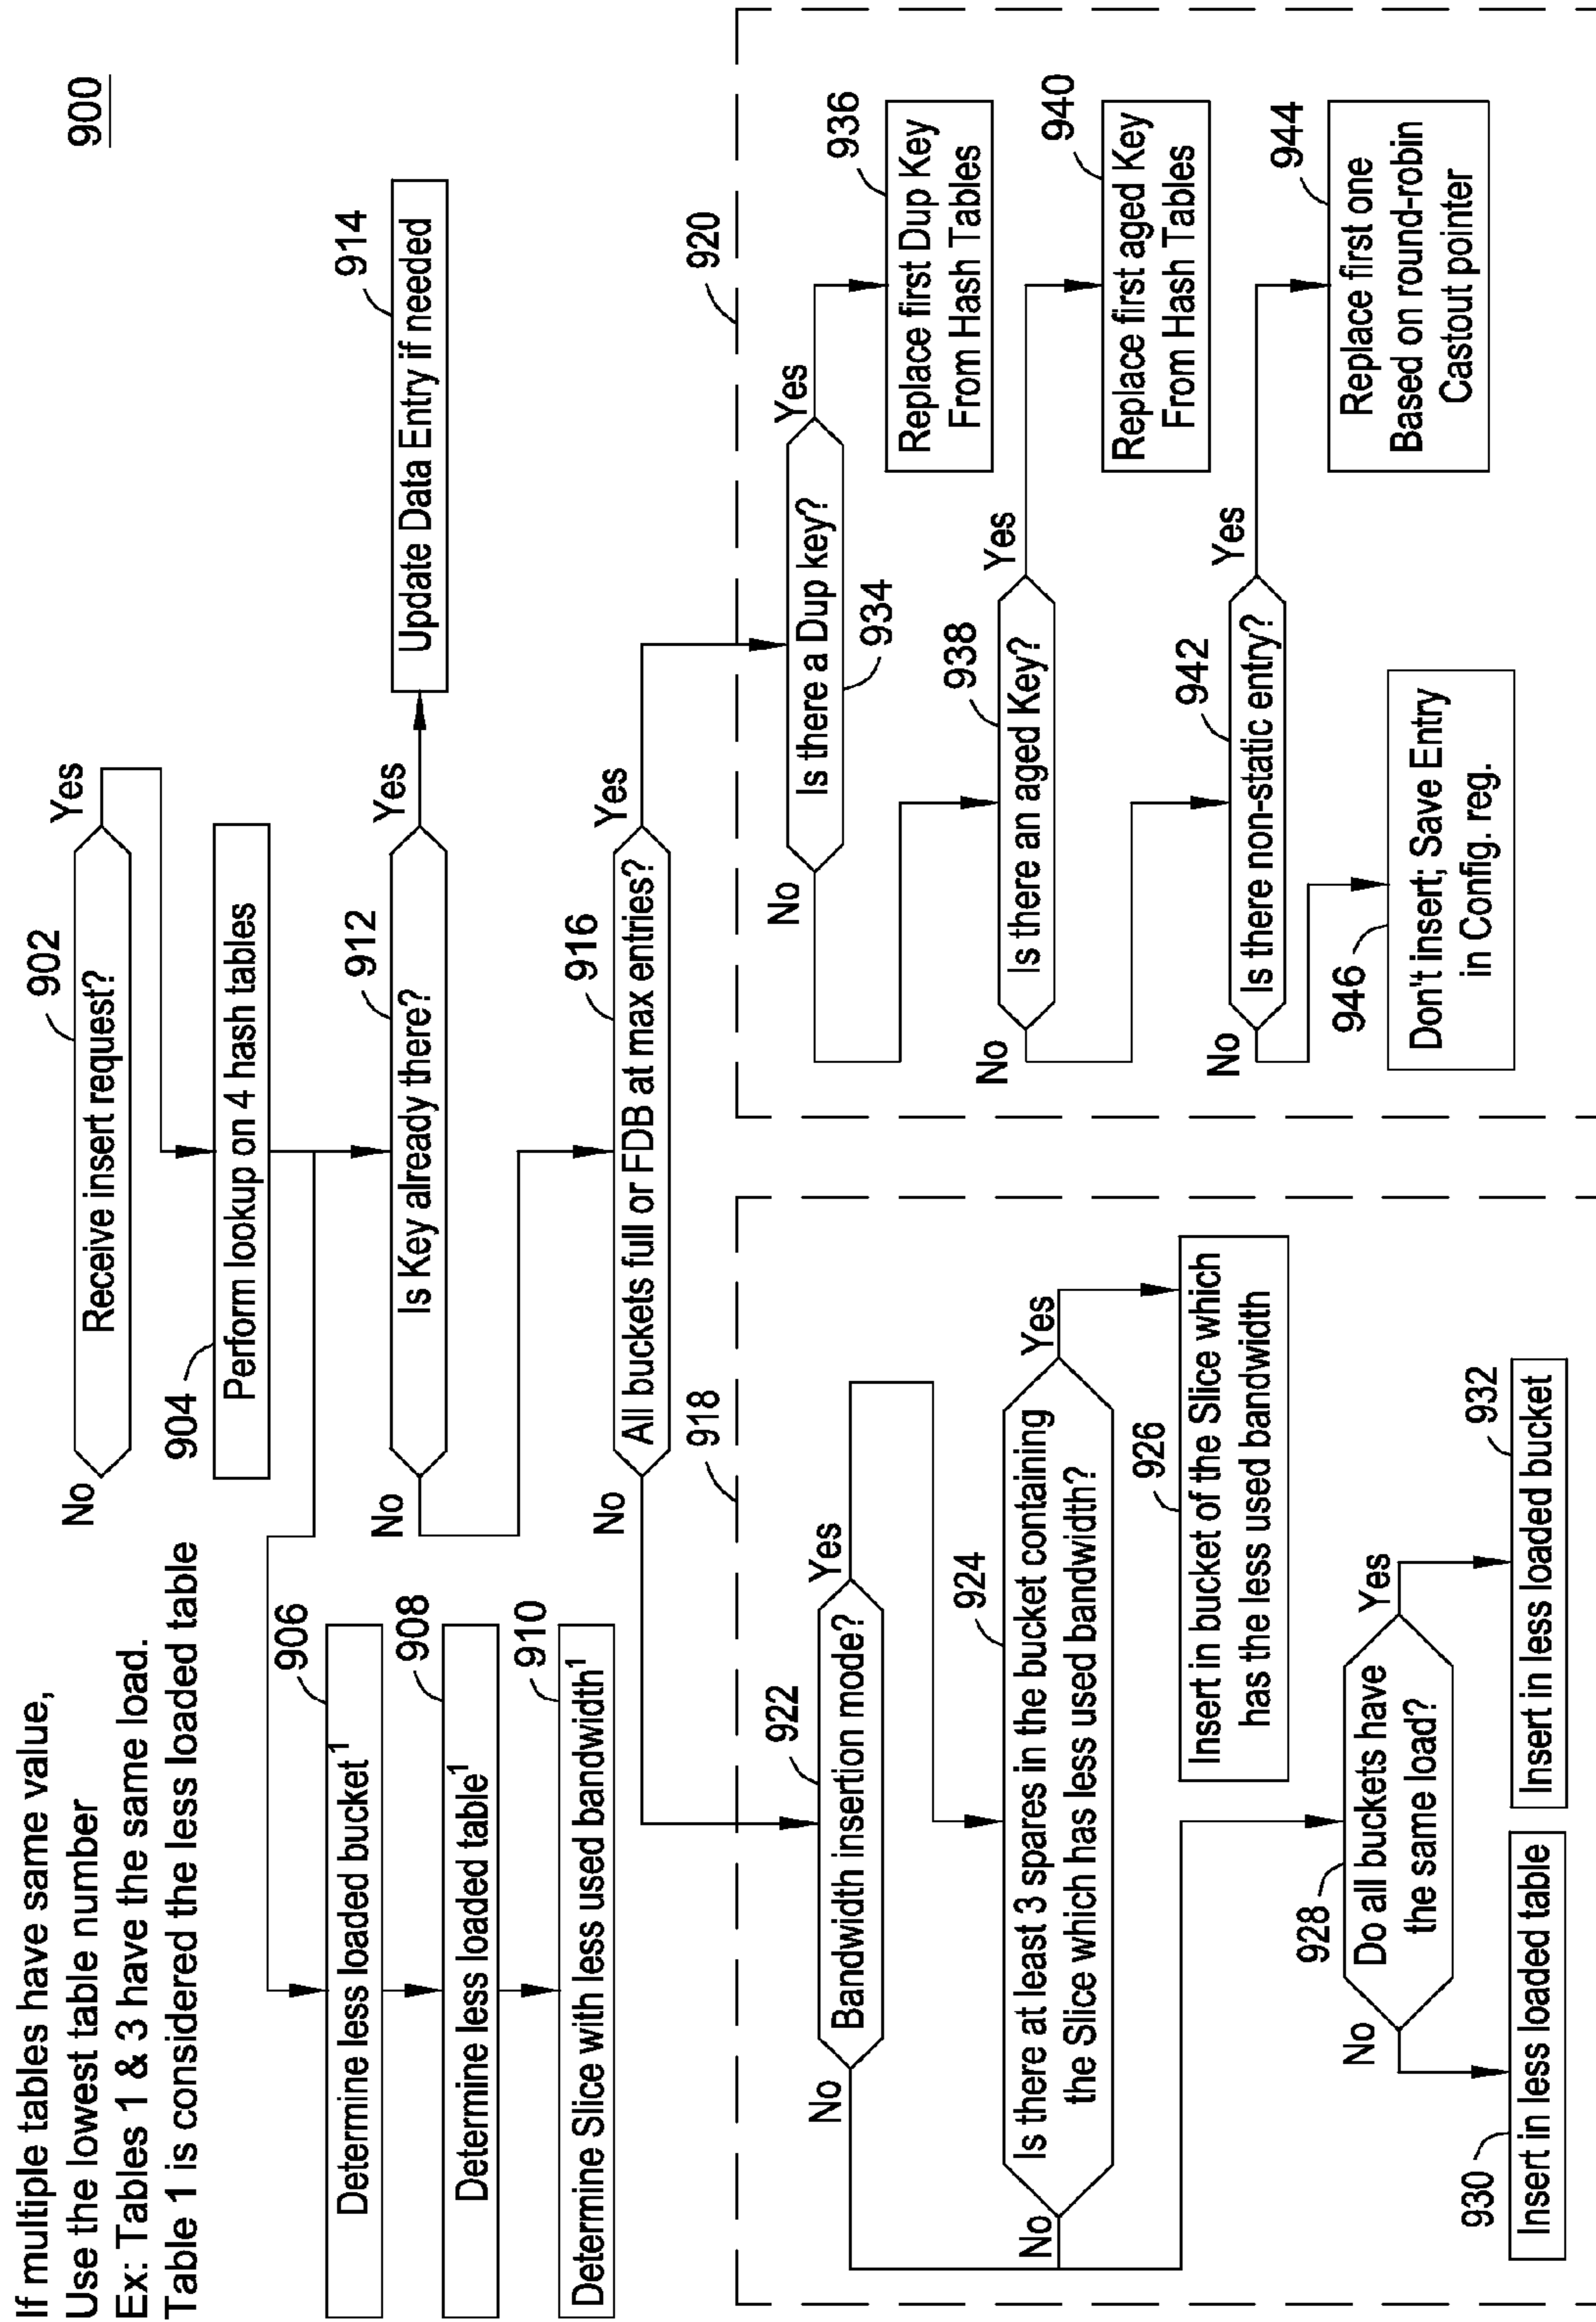 900
If multiple tables have same value,
Use the lowest table number
Ex: Tables 1 & 3 have the same load.
Table 1 is considered the less loaded table
902
No
Receive insert request?
Yes
904
Perform lookup on 4 hash tables
906
Determine less loaded bucket1
908
Determine less loaded table1
910
Determine Slice with less used bandwidth1
912
No
Is Key already there?
Yes
914
Update Data Entry if needed
916
No
All buckets full or FDB at max entries?
Yes
918
922
No
Bandwidth insertion mode?
Yes
924
Is there at least 3 spares in the bucket containing
the Slice which has less used bandwidth?
No
Yes
926
Insert in bucket of the Slice which
has the less used bandwidth
928
Do all buckets have
the same load?
No
Yes
930
Insert in less loaded table
932
Insert in less loaded bucket
920
Is there a Dup key?
934
No
Yes
936
Replace first Dup Key
From Hash Tables
938
Is there an aged Key?
No
Yes
940
Replace first aged Key
From Hash Tables
942
Is there non-static entry?
No
Yes
944
Replace first one
Based on round-robin
Castout pointer
946
Don't insert; Save Entry
in Config. reg.